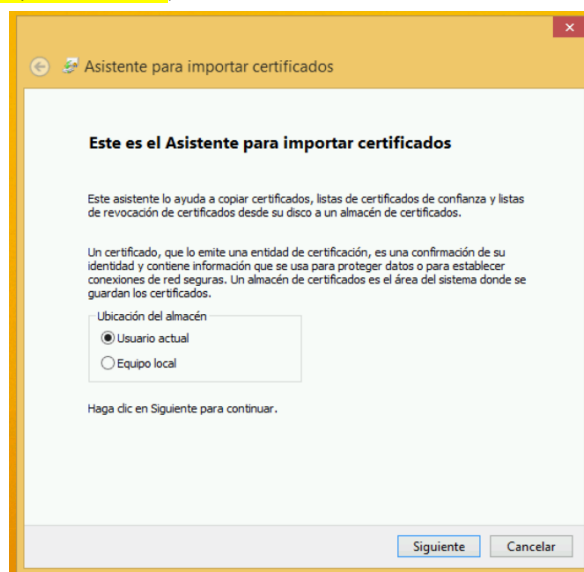 Asistente para importar certificados
Este es el Asistente para importar certificados
Este asistente lo ayuda a copiar certificados, listas de certificados de confianza y listas
de revocación de certificados desde su disco a un almacén de certificados.
Un certificado, que lo emite una entidad de certificación, es una confirmación de su
identidad y contiene información que se usa para proteger datos o para establecer
conexiones de red seguras. Un almacén de certificados es el área del sistema donde se
guardan los certificados.
Ubicación del almacén
Usuario actual
Equipo local
Haga clic en Siguiente para continuar.
Siguiente
Cancelar